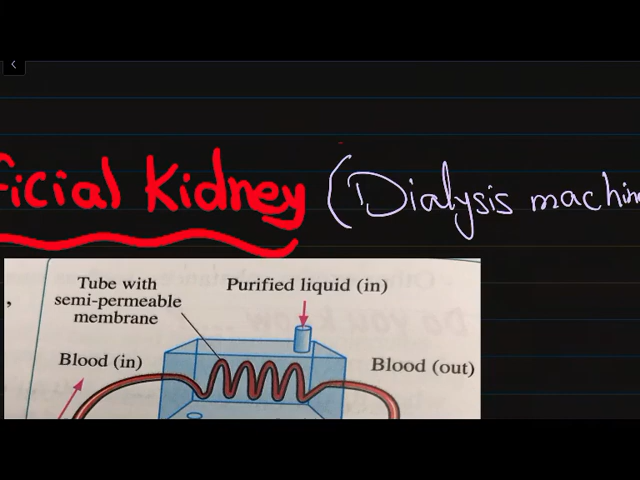 ficial Kidney (Dialysis machin
Tube with
semi-permeable
membrane
Purified liquid (in)
Blood (in)
Blood (out)